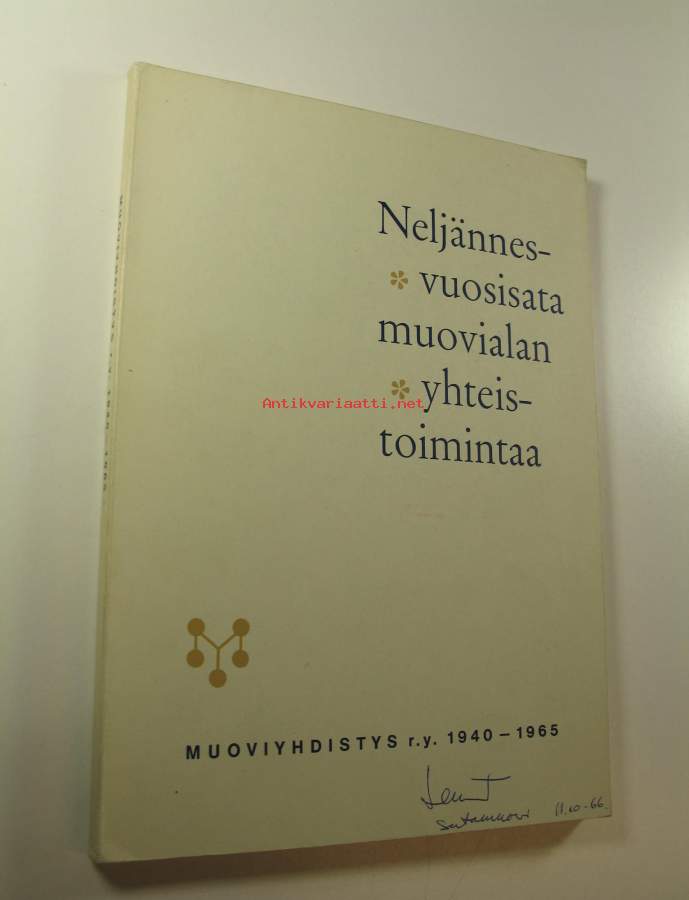 Neljännes-
* vuosisata
muovialan
* yhteis-
toimintaa
Antikvariaatti.net
MUOVIYHDISTYS r.y. 1940 – 1965
11.10-66.